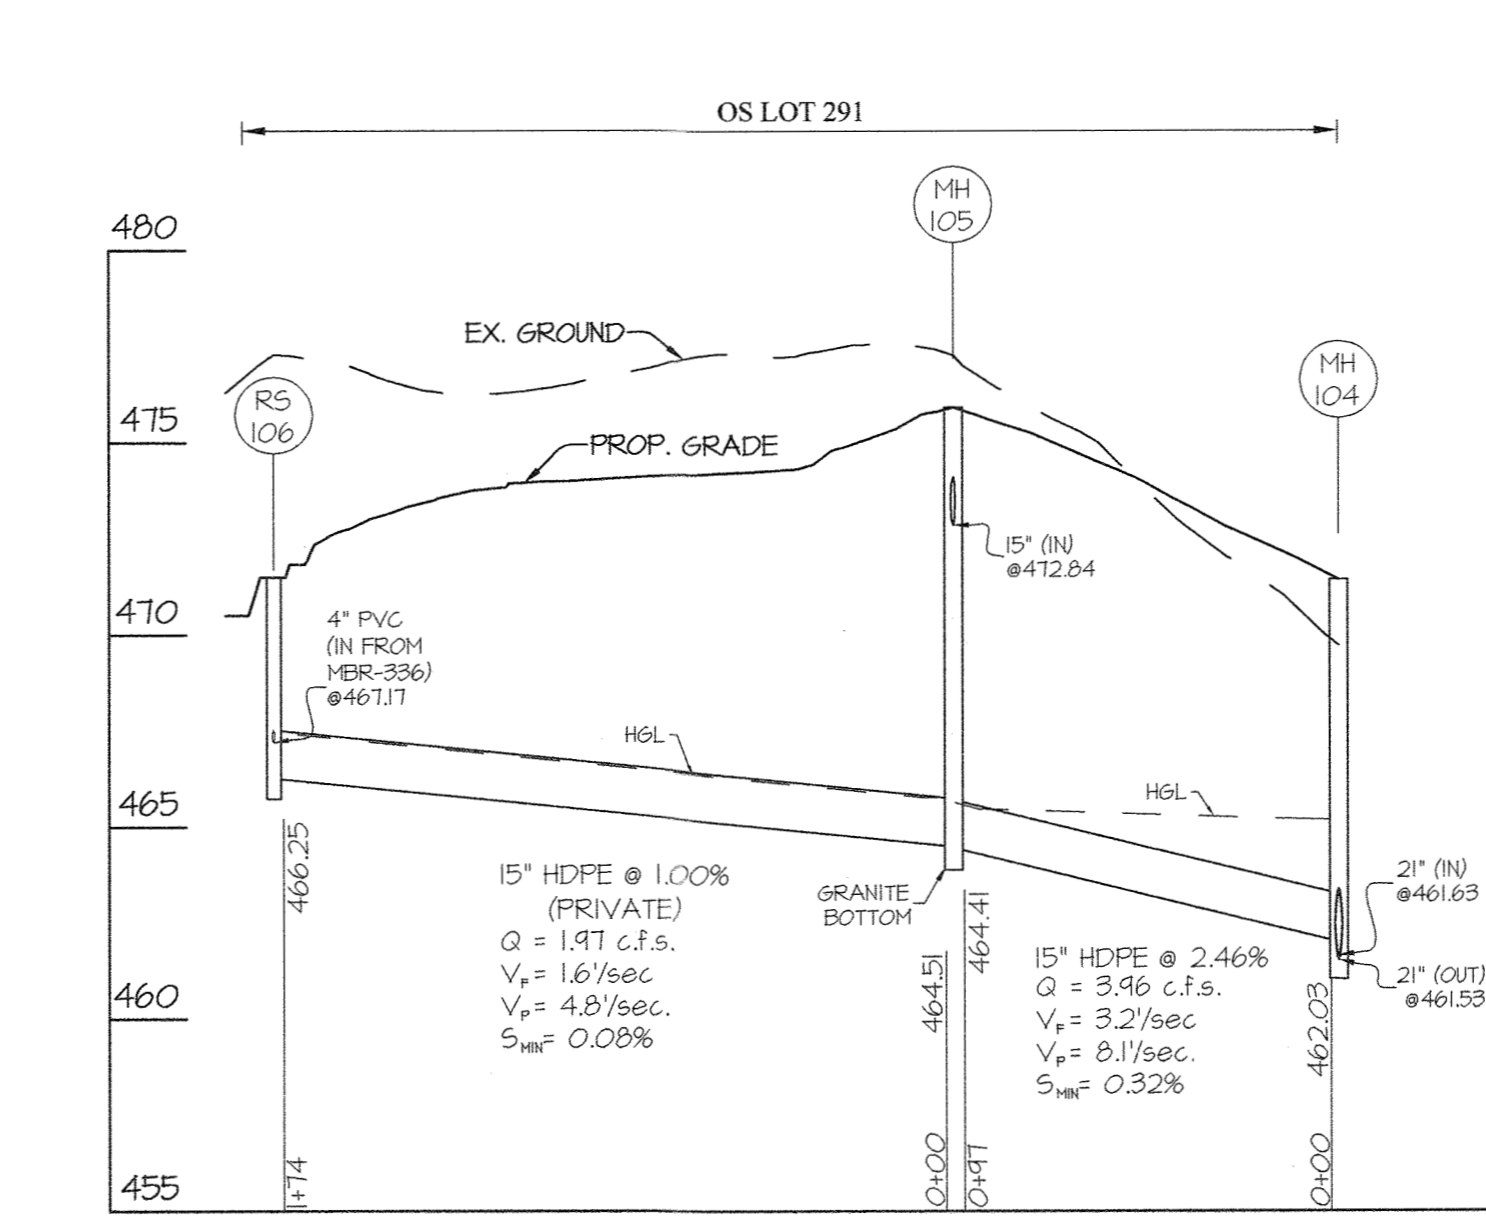 OS LOT 291
MH
105
480
EX. GROUND
MH
104
RS
106
475
PROP. GRADE
15" (IN)
@472.84
470
4" PVC
(IN FROM
MBR-336)
@467.17
HGL
HGL
465
466.25
15" HDPE @ 1.00%
(PRIVATE)
Q = 1.97 c.f.s.
VF = 1.6'/sec
VP = 4.8'/sec.
SMIN= 0.08%
GRANITE
BOTTOM
464.51
464.41
15" HDPE @ 2.46%
Q = 3.96 c.f.s.
VF = 3.2'/sec
VP = 8.1'/sec.
SMIN= 0.32%
21" (IN)
@461.63
21" (OUT)
@461.53
462.03
460
455
1+74
0+00
0+97
0+00